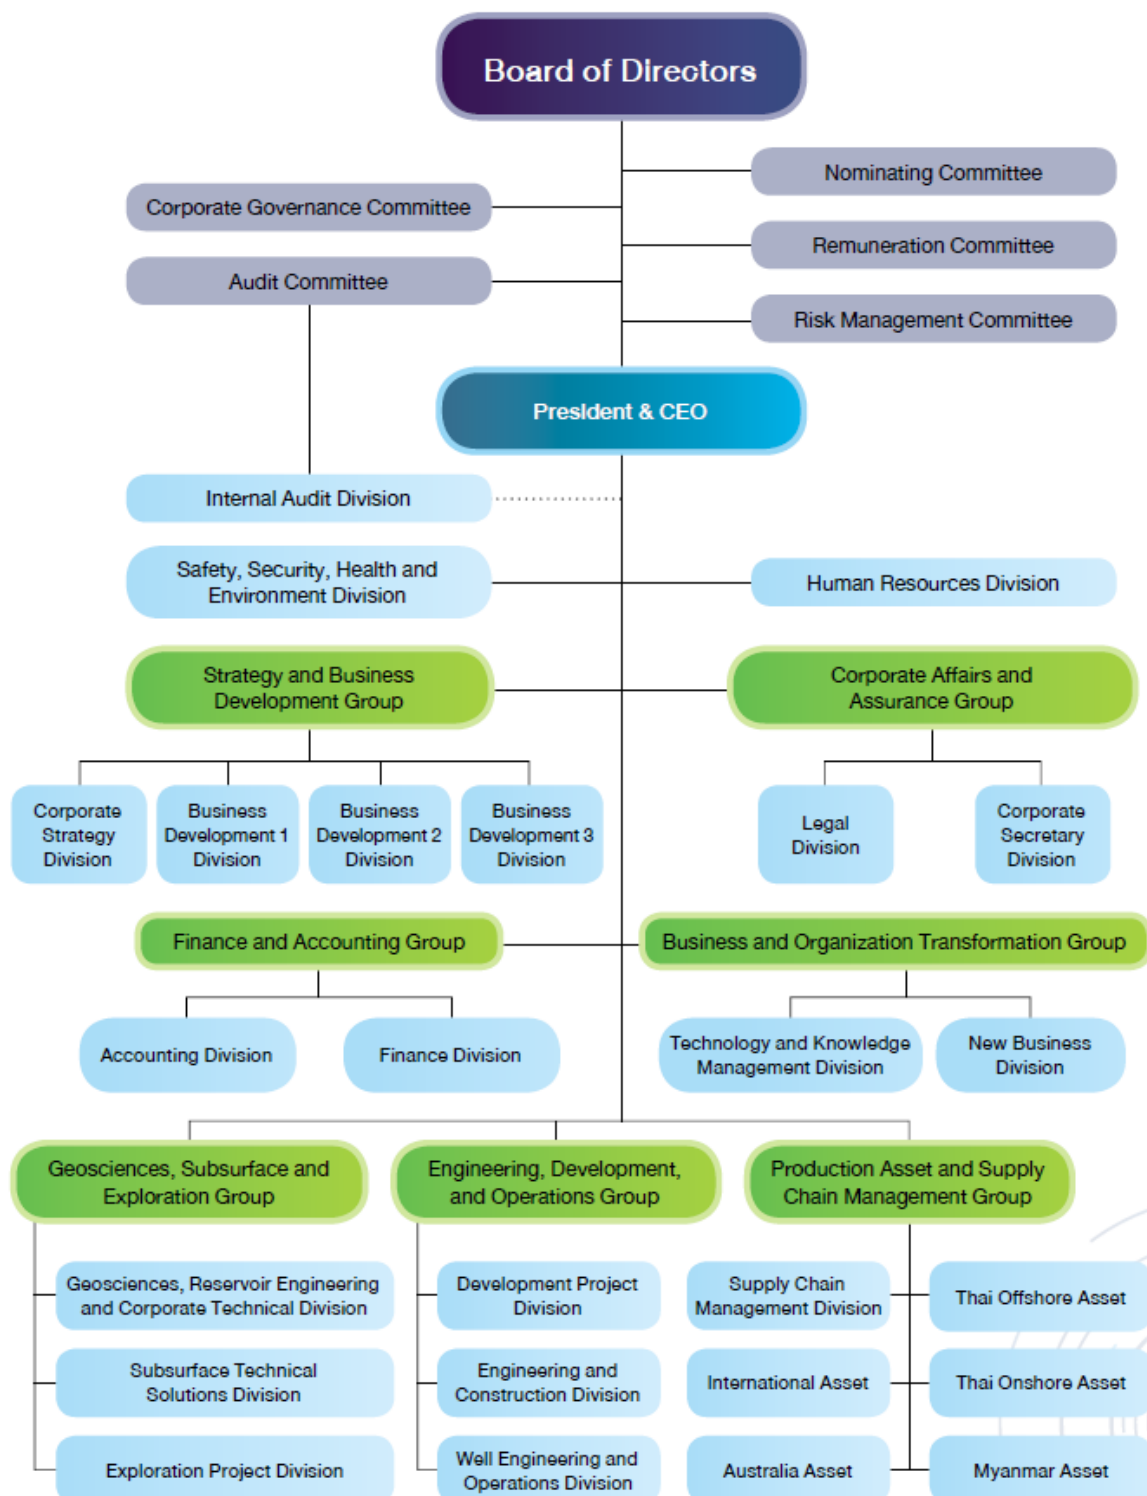 Board of Directors
Nominating Committee
Corporate Governance Committee
Remuneration Committee
Audit Committee
Risk Management Committee
President & CEO
Internal Audit Division
Safety, Security, Health and
Environment Division
Human Resources Division
Strategy and Business
Development Group
Corporate Affairs and
Assurance Group
Corporate
Strategy
Division
Business
Development 1
Division
Business
Development 2
Division
Business
Development 3
Division
Legal
Division
Corporate
Secretary
Division
Finance and Accounting Group
Business and Organization Transformation Group
Accounting Division
Finance Division
Technology and Knowledge
Management Division
New Business
Division
Geosciences, Subsurface and
Exploration Group
Engineering, Development,
and Operations Group
Production Asset and Supply
Chain Management Group
Geosciences, Reservoir Engineering
and Corporate Technical Division
Subsurface Technical
Solutions Division
Exploration Project Division
Development Project
Division
Engineering and
Construction Division
Well Engineering and
Operations Division
Supply Chain
Management Division
International Asset
Australia Asset
Thai Offshore Asset
Thai Onshore Asset
Myanmar Asset